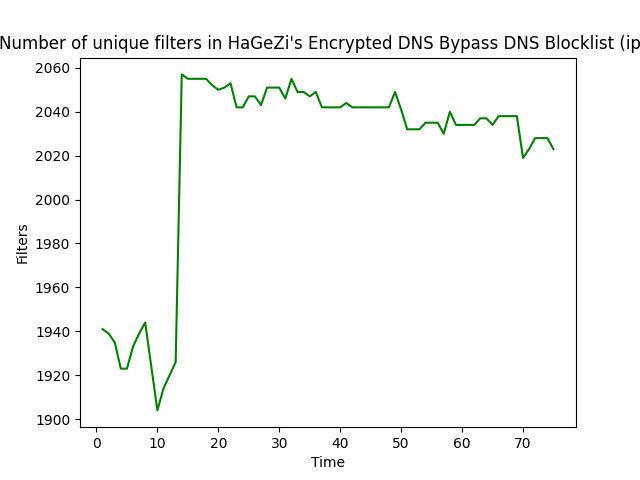 Number of unique filters in HaGeZi's Encrypted DNS Bypass DNS Blocklist (ip
2060
2040
2020
2000
1980
1960
1940
1920
1900
Filters
0 10 20 30 40 50 60 70
Time